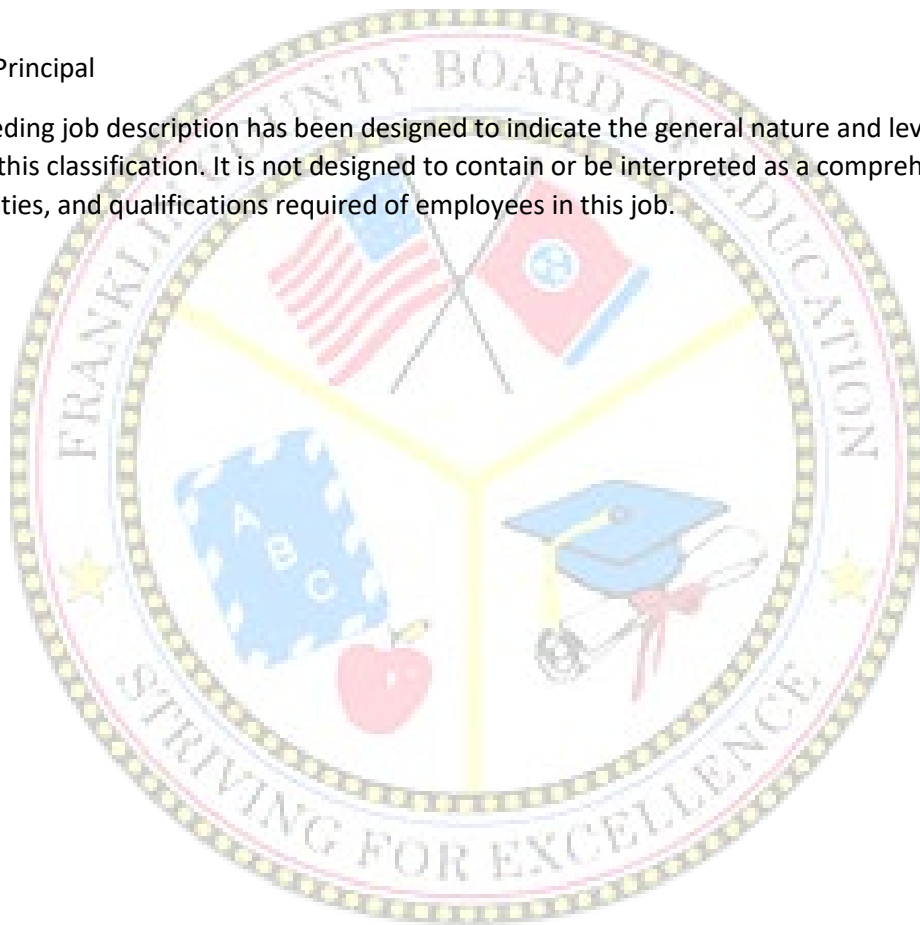 Principal
eding job description has been designed to indicate the general nature and lev
this classification. It is not designed to contain or be interpreted as a compreh
ties, and qualifications required of employees in this job.
FRANKLIN COUNTY BOARD OF EDUCATION
A
B
C
STRIVING FOR EXCELLENCE